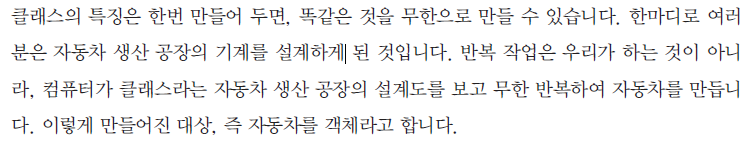 클래스의 특징은 한번 만들어 두면, 똑같은 것을 무한으로 만들 수 있습니다. 한마디로 여러
분은 자동차 생산 공장의 기계를 설계하게 된 것입니다. 반복 작업은 우리가 하는 것이 아니
라, 컴퓨터가 클래스라는 자동차 생산 공장의 설계도를 보고 무한 반복하여 자동차를 만듭니
다. 이렇게 만들어진 대상, 즉 자동차를 객체라고 합니다.